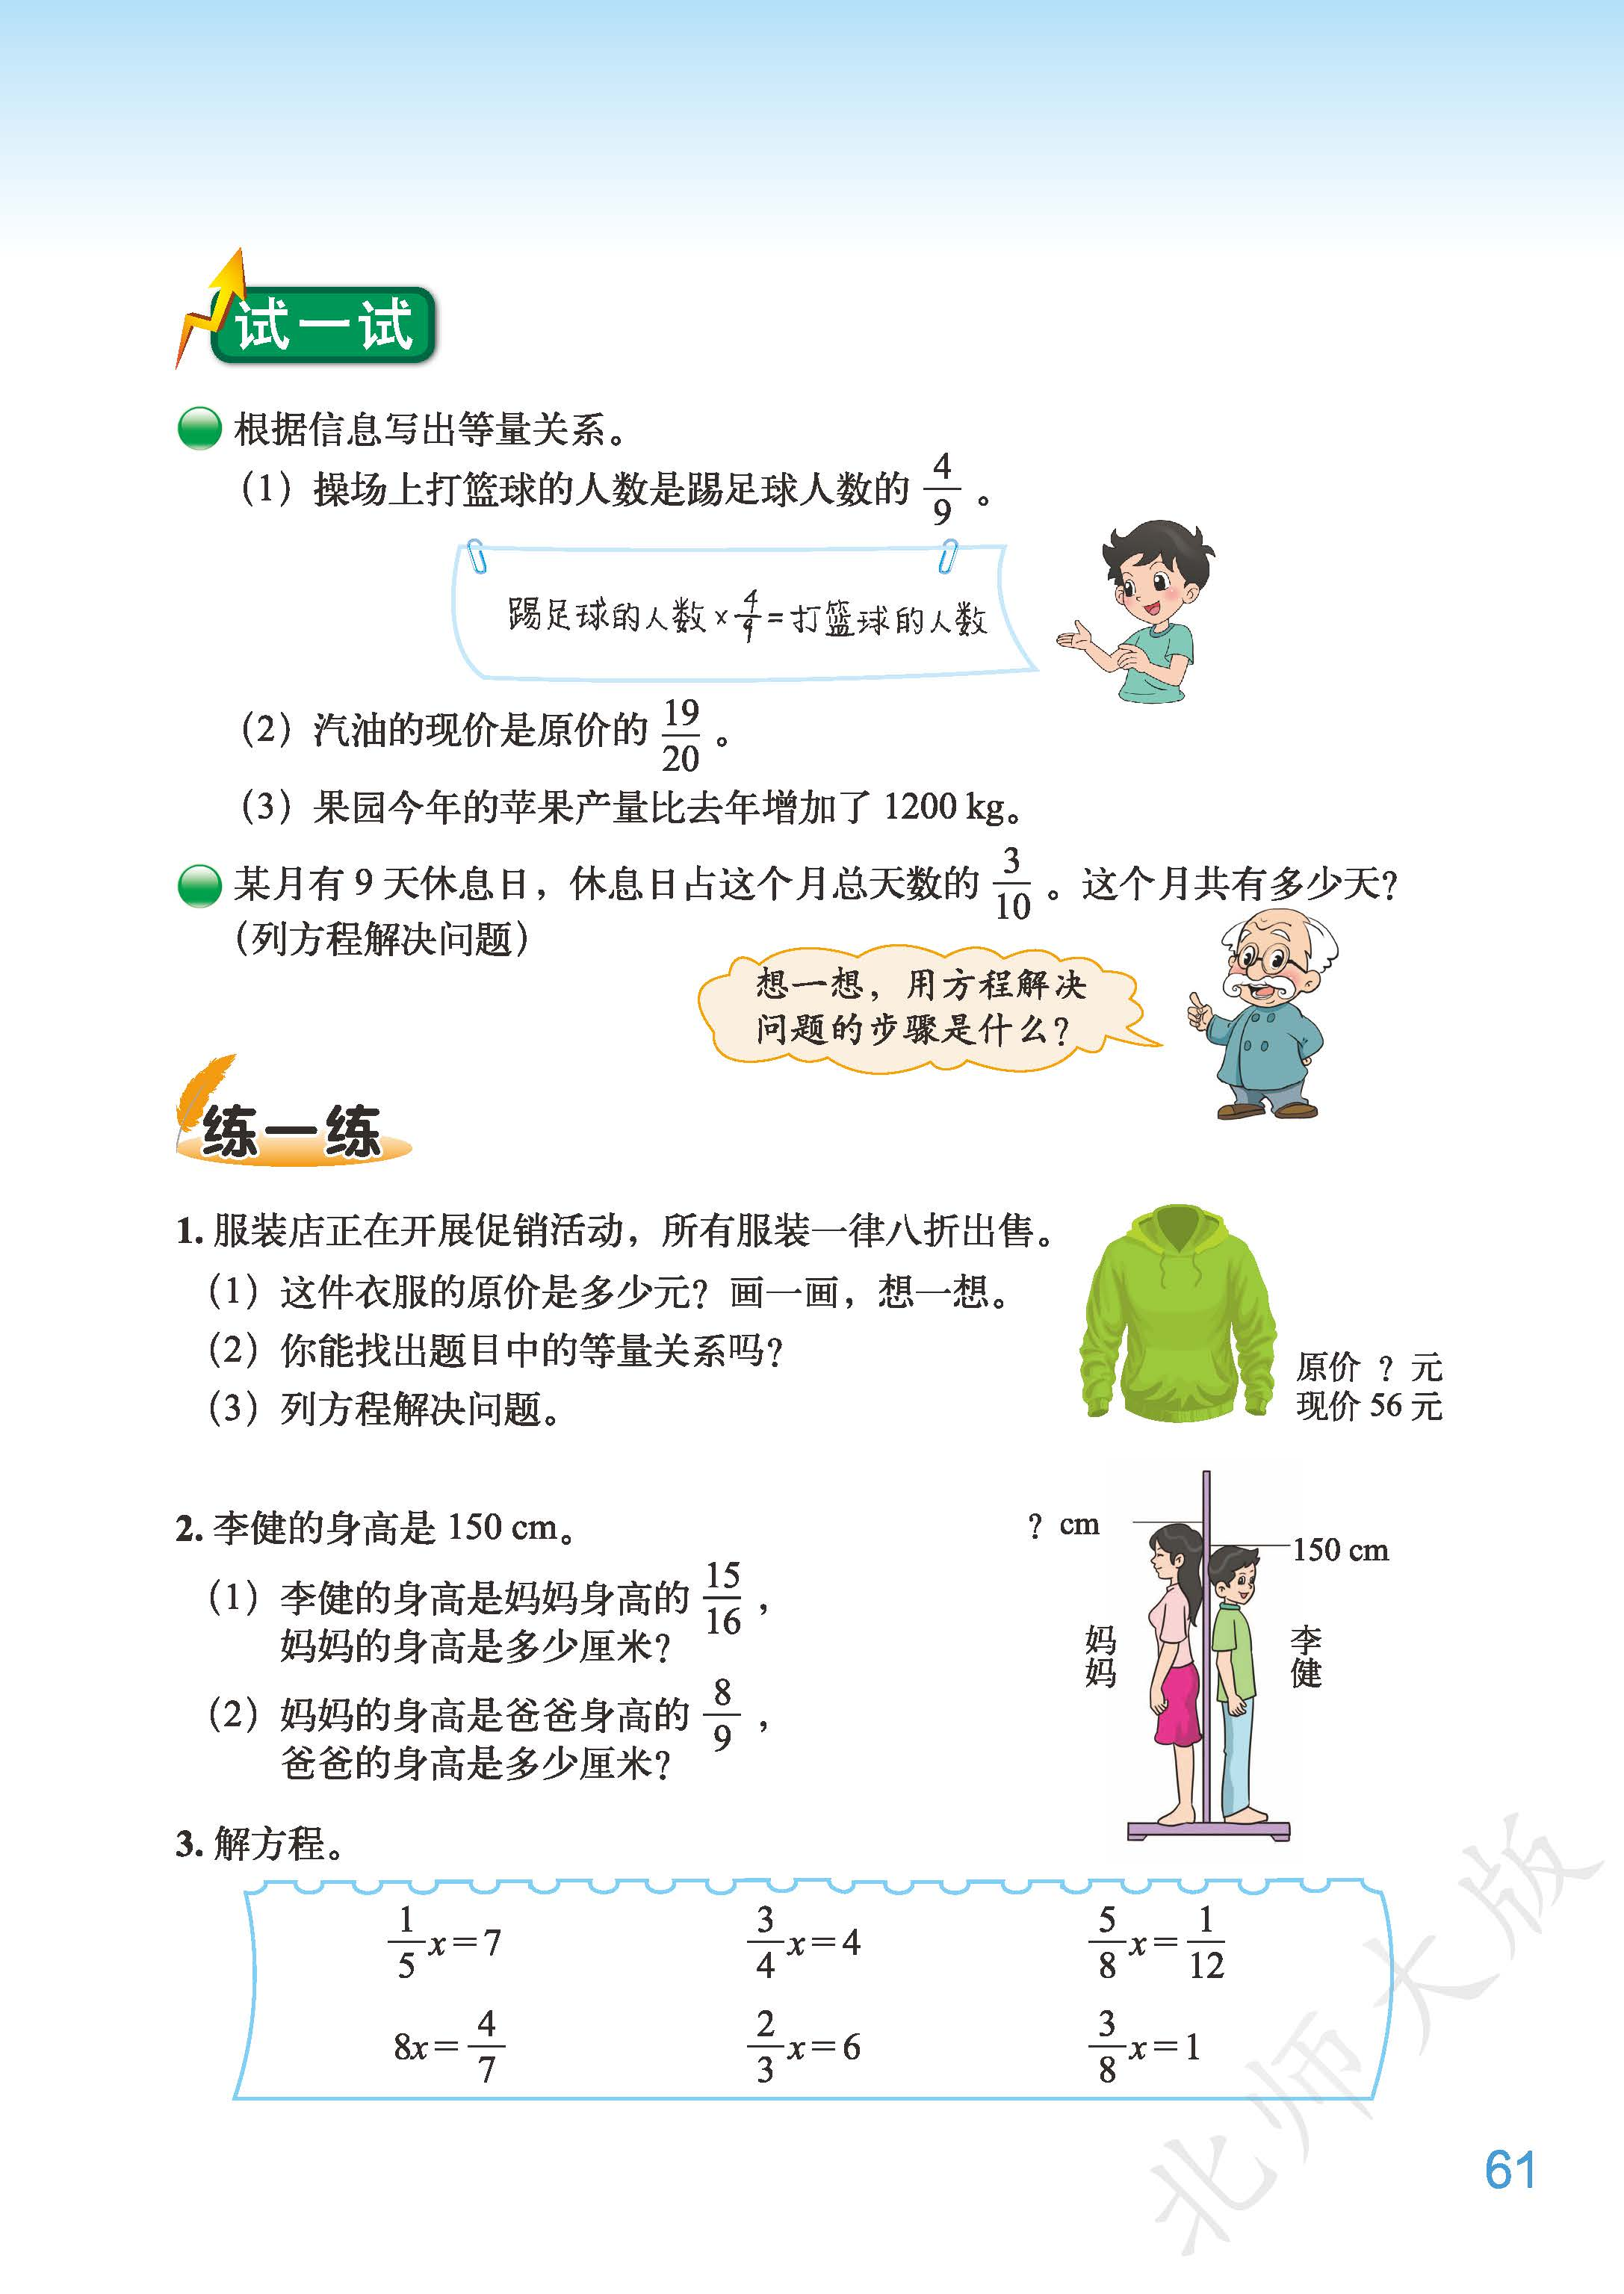 试一试
根据信息写出等量关系。
（1）操场上打篮球的人数是踢足球人数的 4/9 。
踢足球的人数×4/9=打篮球的人数
（2）汽油的现价是原价的 19/20 。
（3）果园今年的苹果产量比去年增加了 1200 kg。
某月有 9 天休息日，休息日占这个月总天数的 3/10 。这个月共有多少天？
（列方程解决问题）
想一想，用方程解决
问题的步骤是什么？
练一练
1. 服装店正在开展促销活动，所有服装一律八折出售。
（1）这件衣服的原价是多少元？画一画，想一想。
（2）你能找出题目中的等量关系吗？
（3）列方程解决问题。
原价 ？元
现价 56 元
2. 李健的身高是 150 cm。
（1）李健的身高是妈妈身高的 15/16 ，
妈妈的身高是多少厘米？
（2）妈妈的身高是爸爸身高的 8/9 ，
爸爸的身高是多少厘米？
？cm
150 cm
妈妈
李健
3. 解方程。
1/5 x=7 3/4 x=4 5/8 x=1/12
8x=4/7 2/3 x=6 3/8 x=1
北师大版
61